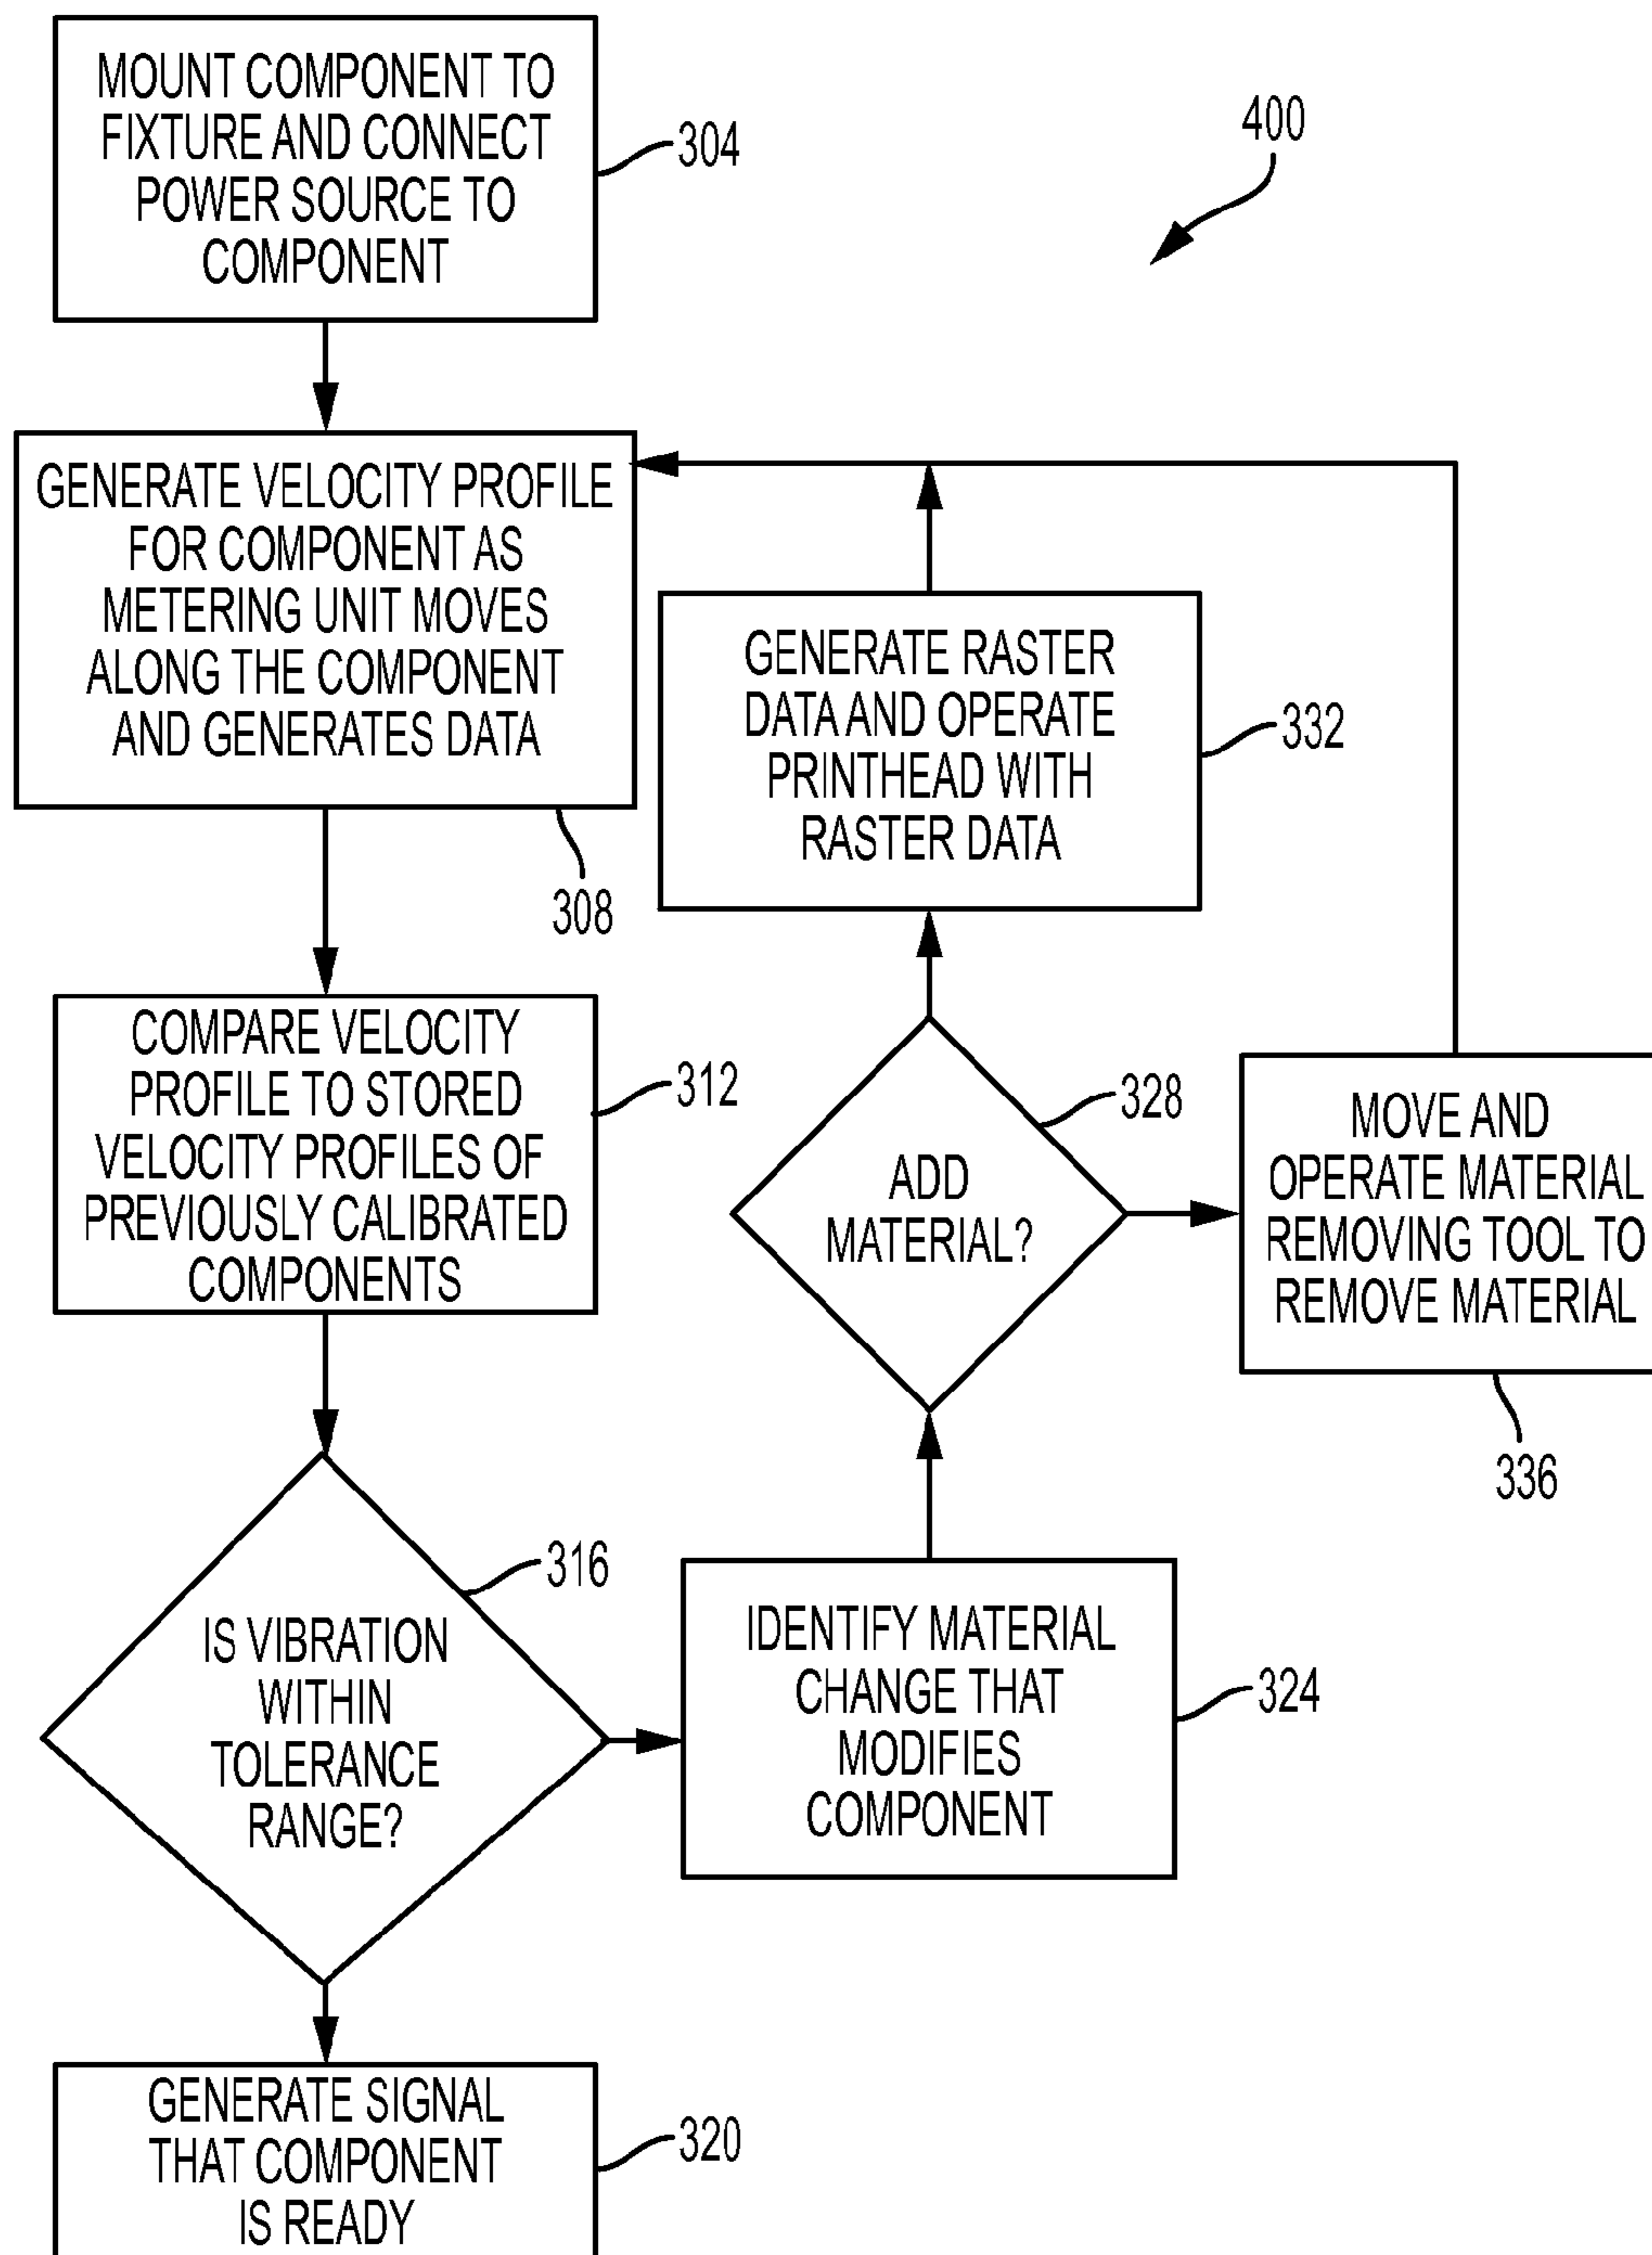 MOUNT COMPONENT TO
FIXTURE AND CONNECT
POWER SOURCE TO
COMPONENT
304
400
GENERATE VELOCITY PROFILE
FOR COMPONENT AS
METERING UNIT MOVES
ALONG THE COMPONENT
AND GENERATES DATA
308
GENERATE RASTER
DATA AND OPERATE
PRINTHEAD WITH
RASTER DATA
332
COMPARE VELOCITY
PROFILE TO STORED
VELOCITY PROFILES OF
PREVIOUSLY CALIBRATED
COMPONENTS
312
ADD
MATERIAL?
328
MOVE AND
OPERATE MATERIAL
REMOVING TOOL TO
REMOVE MATERIAL
336
IS VIBRATION
WITHIN
TOLERANCE
RANGE?
316
IDENTIFY MATERIAL
CHANGE THAT
MODIFIES
COMPONENT
324
GENERATE SIGNAL
THAT COMPONENT
IS READY
320